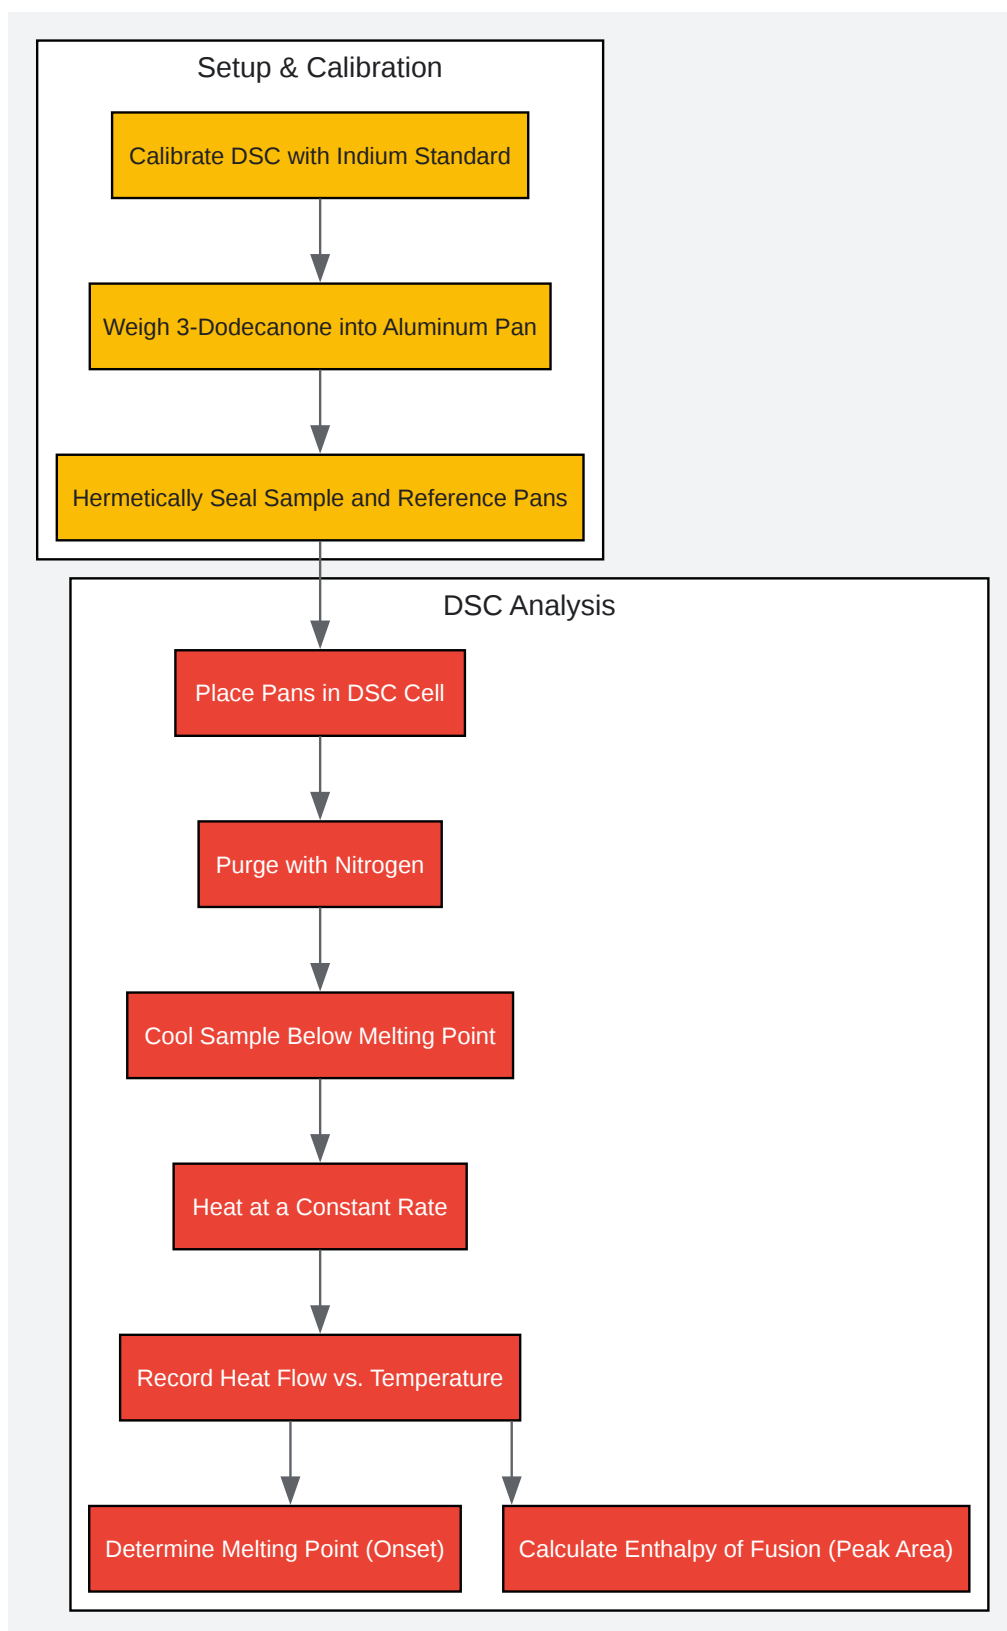 Setup & Calibration
Calibrate DSC with Indium Standard
Weigh 3-Dodecanone into Aluminum Pan
Hermetically Seal Sample and Reference Pans
DSC Analysis
Place Pans in DSC Cell
Purge with Nitrogen
Cool Sample Below Melting Point
Heat at a Constant Rate
Record Heat Flow vs. Temperature
Determine Melting Point (Onset)
Calculate Enthalpy of Fusion (Peak Area)